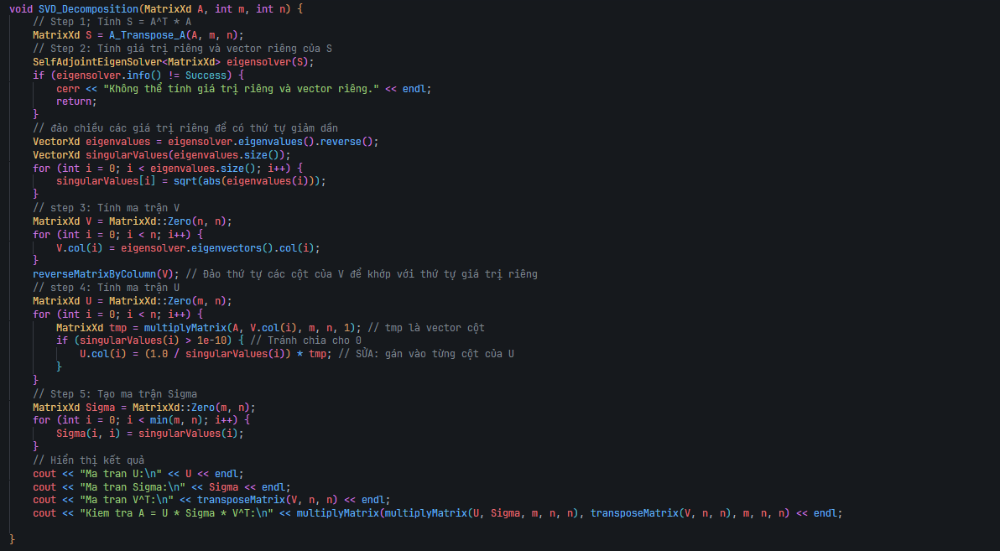 void SVD_Decomposition(MatrixXd A, int m, int n) {
// Step 1; Tính S = A^T * A
MatrixXd S = A_Transpose_A(A, m, n);
// Step 2: Tính giá trị riêng và vector riêng của S
SelfAdjointEigenSolver<MatrixXd> eigensolver(S);
if (eigensolver.info() != Success) {
cerr << "Không thể tính giá trị riêng và vector riêng." << endl;
return;
}
// đảo chiều các giá trị riêng để có thứ tự giảm dần
VectorXd eigenvalues = eigensolver.eigenvalues().reverse();
VectorXd singularValues(eigenvalues.size());
for (int i = 0; i < eigenvalues.size(); i++) {
singularValues[i] = sqrt(abs(eigenvalues(i)));
}
// step 3: Tính ma trận V
MatrixXd V = MatrixXd::Zero(n, n);
for (int i = 0; i < n; i++) {
V.col(i) = eigensolver.eigenvectors().col(i);
}
reverseMatrixByColumn(V); // Đảo thứ tự các cột của V để khớp với thứ tự giá trị riêng
// step 4: Tính ma trận U
MatrixXd U = MatrixXd::Zero(m, n);
for (int i = 0; i < n; i++) {
MatrixXd tmp = multiplyMatrix(A, V.col(i), m, n, 1); // tmp là vector cột
if (singularValues(i) > 1e-10) { // Tránh chia cho 0
U.col(i) = (1.0 / singularValues(i)) * tmp; // SỬA: gán vào từng cột của U
}
}
// Step 5: Tạo ma trận Sigma
MatrixXd Sigma = MatrixXd::Zero(m, n);
for (int i = 0; i < min(m, n); i++) {
Sigma(i, i) = singularValues(i);
}
// Hiển thị kết quả
cout << "Ma tran U:\n" << U << endl;
cout << "Ma tran Sigma:\n" << Sigma << endl;
cout << "Ma tran V^T:\n" << transposeMatrix(V, n, n) << endl;
cout << "Kiem tra A = U * Sigma * V^T:\n" << multiplyMatrix(multiplyMatrix(U, Sigma, m, n, n), transposeMatrix(V, n, n), m, n, n) << endl;
}